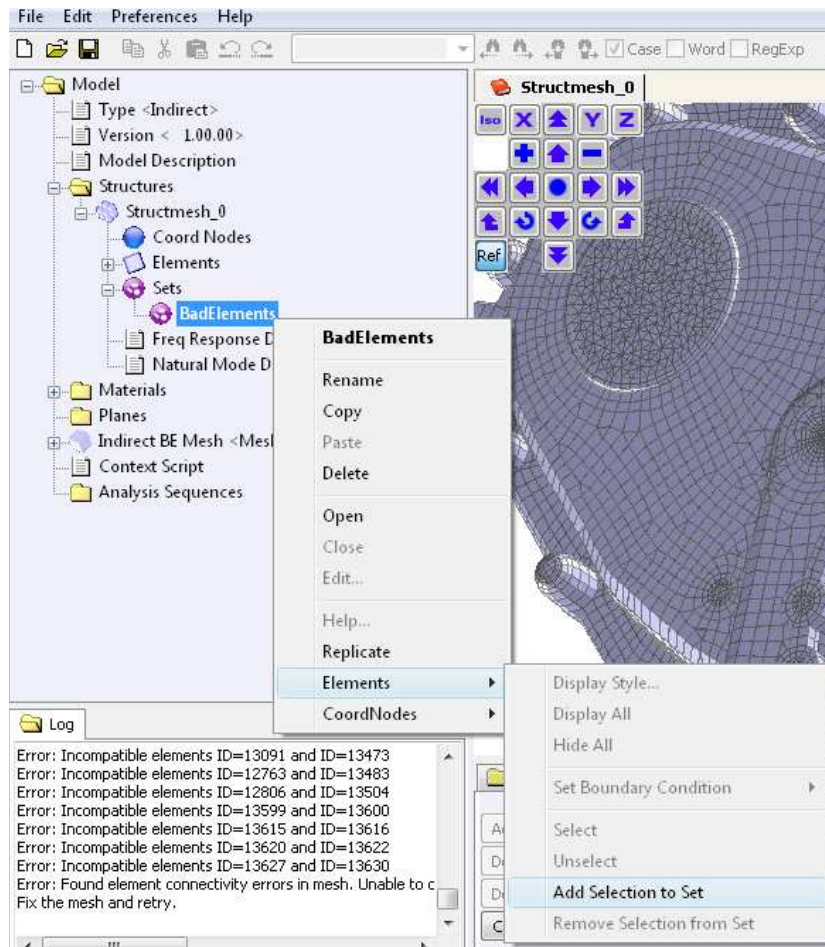 File Edit Preferences Help
Case Word RegExp
Model
Type <Indirect>
Version < 1.00.00>
Model Description
Structures
Structmesh_0
Coord Nodes
Elements
Sets
BadElements
Freq Response D
Natural Mode D
Materials
Planes
Indirect BE Mesh <Mesh
Context Script
Analysis Sequences
Structmesh_0
Iso X Y Z
Ref
BadElements
Rename
Copy
Paste
Delete
Open
Close
Edit...
Help...
Replicate
Elements
CoordNodes
Display Style...
Display All
Hide All
Set Boundary Condition
Select
Unselect
Add Selection to Set
Remove Selection from Set
Log
Error: Incompatible elements ID=13091 and ID=13473
Error: Incompatible elements ID=12763 and ID=13483
Error: Incompatible elements ID=12806 and ID=13504
Error: Incompatible elements ID=13599 and ID=13600
Error: Incompatible elements ID=13615 and ID=13616
Error: Incompatible elements ID=13620 and ID=13622
Error: Incompatible elements ID=13627 and ID=13630
Error: Found element connectivity errors in mesh. Unable to c
Fix the mesh and retry.